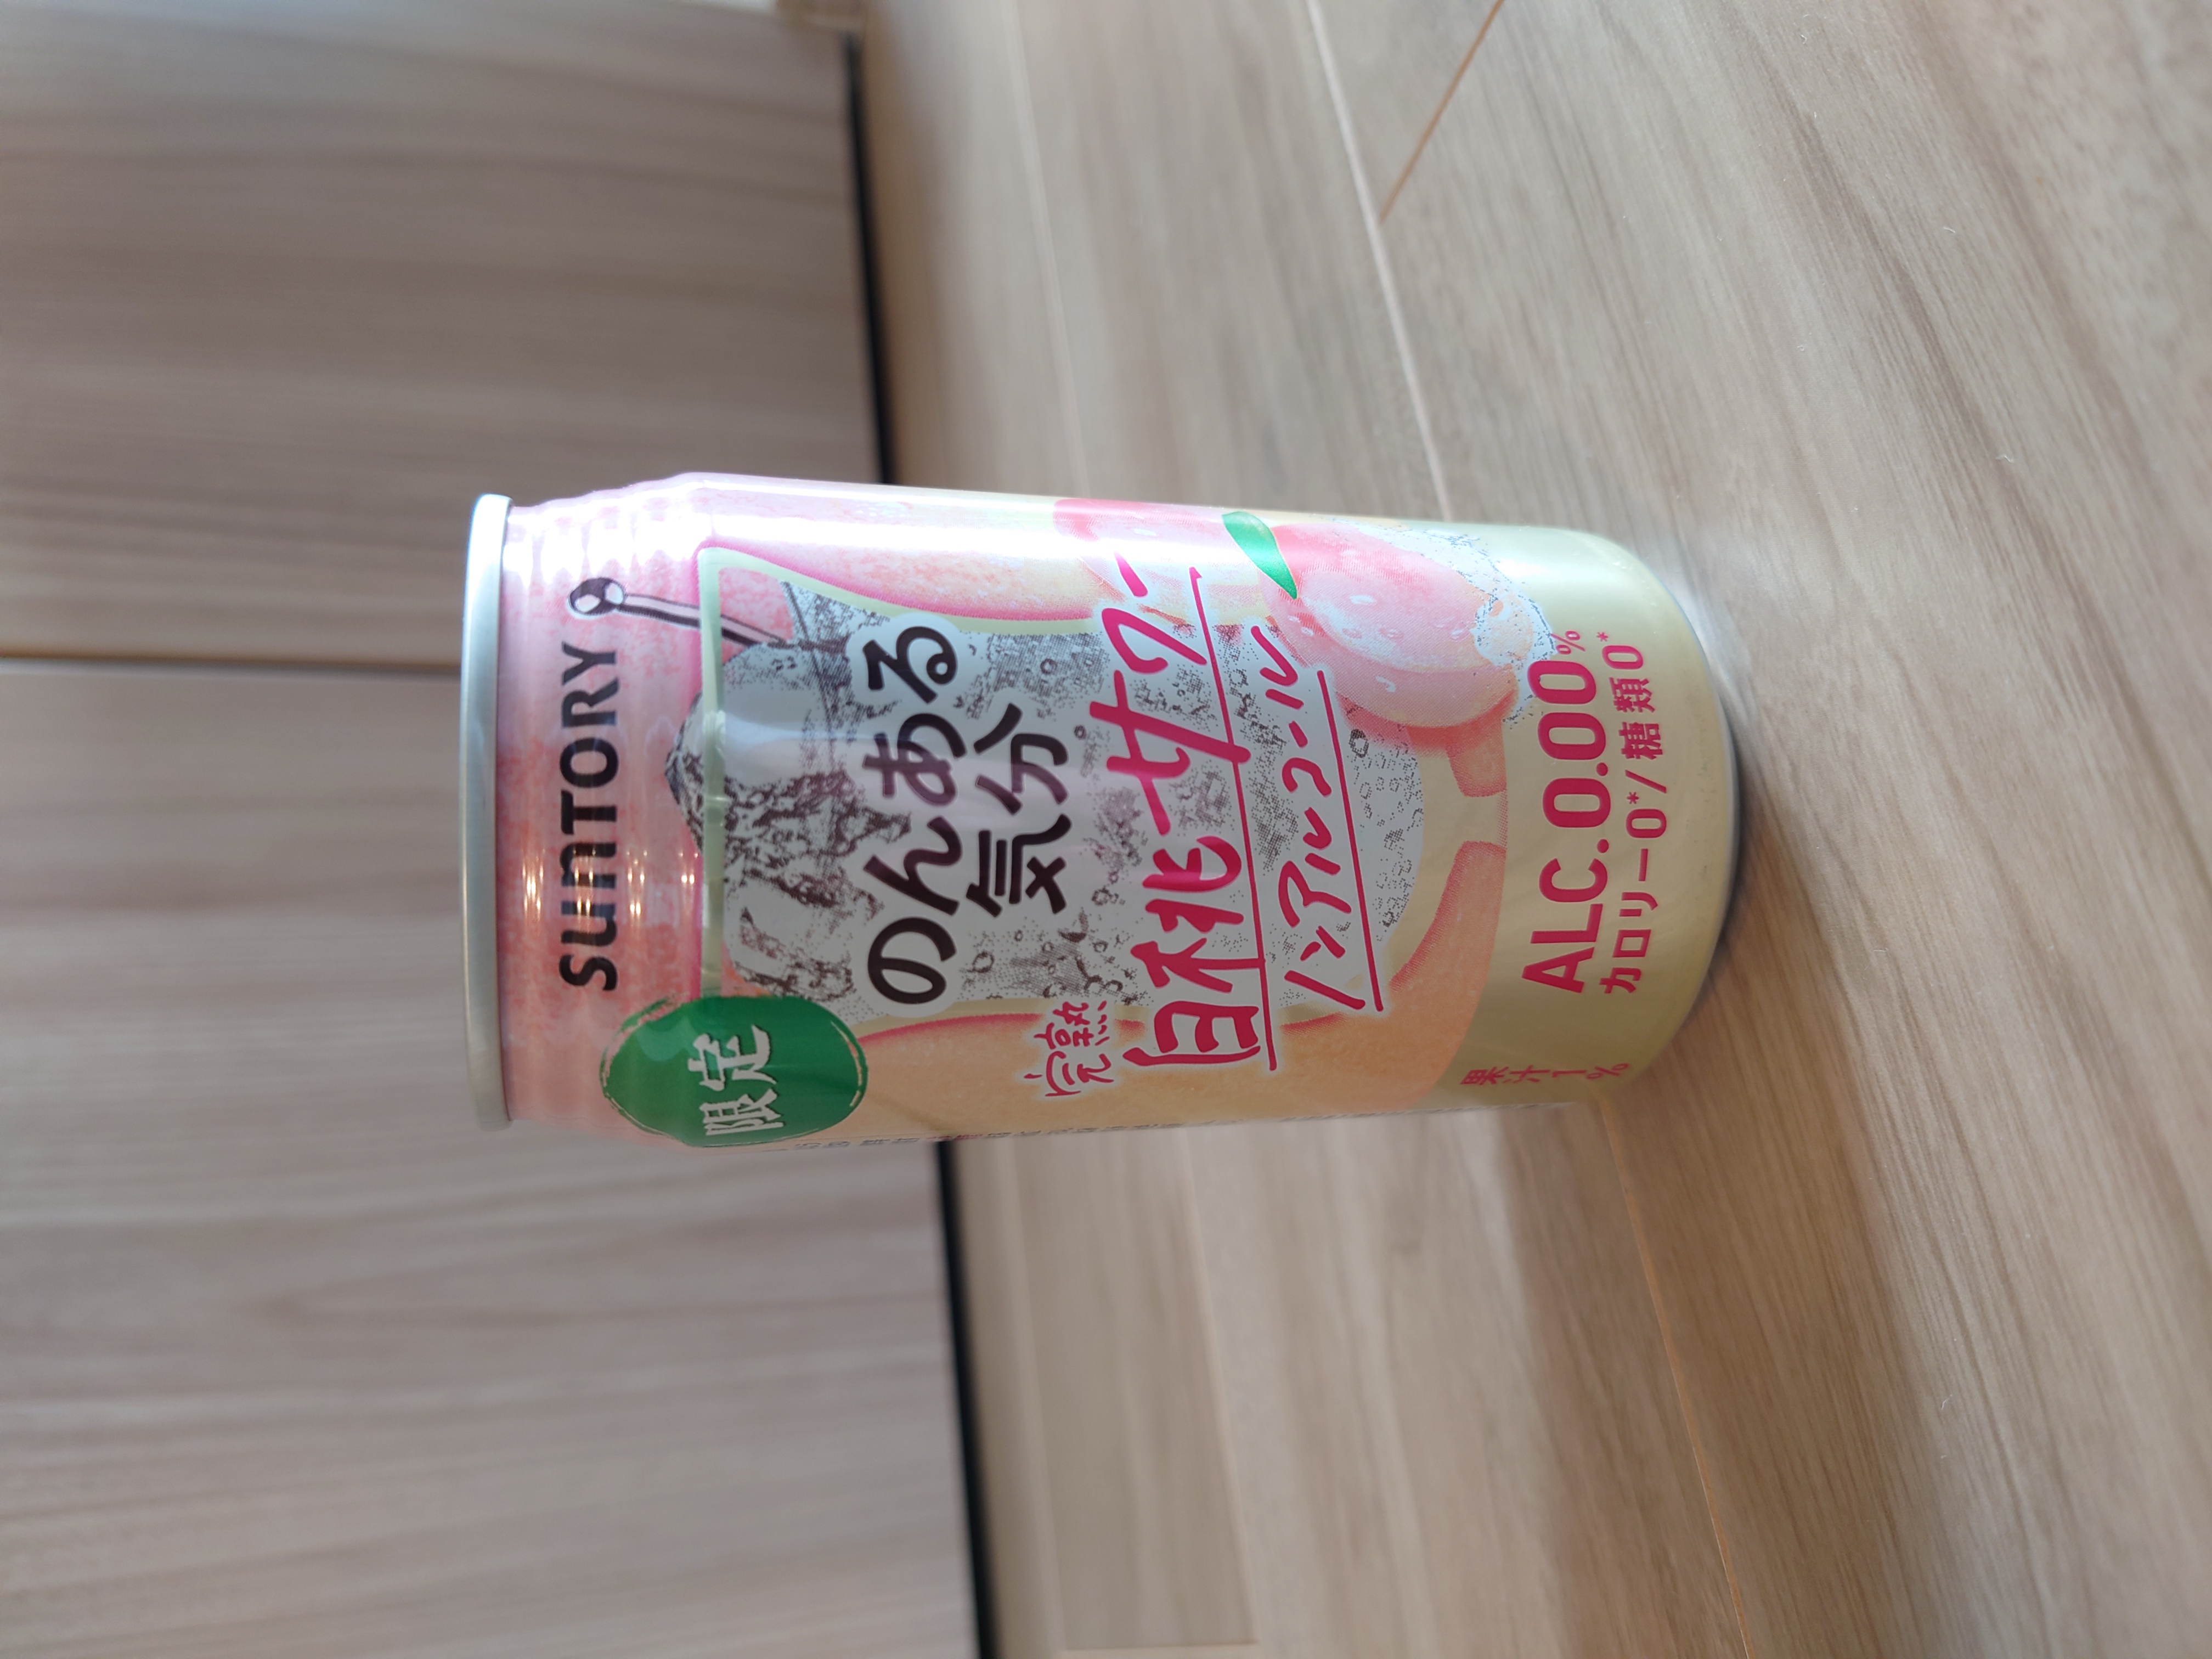 SUNTORY
限定
のんある
気分
完熟
白桃サワー
ノンアルコール
ALC.0.00%
カロリー0*/糖類0*
果汁1%